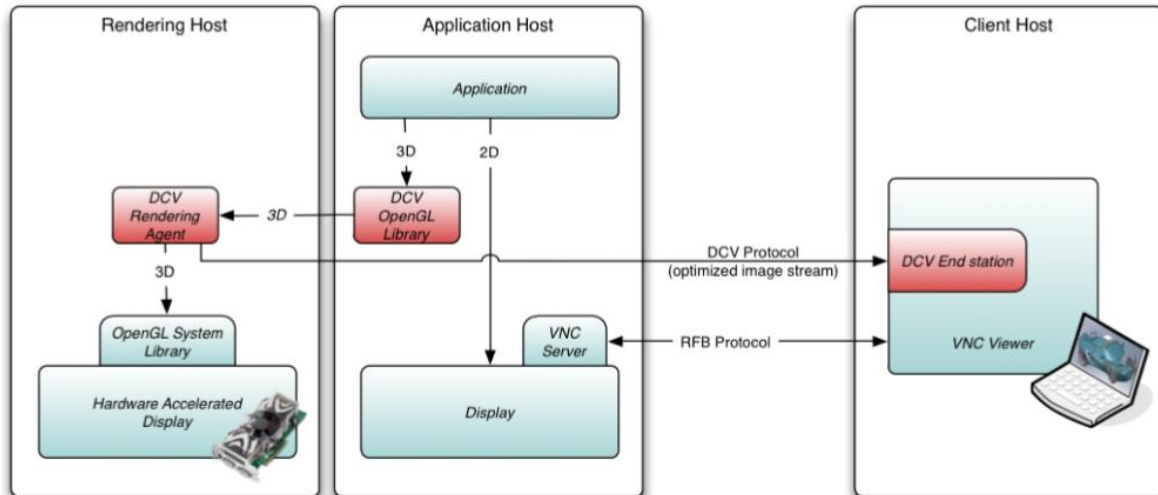 Rendering Host
Application Host
Client Host
Application
3D
2D
DCV
Rendering
Agent
3D
DCV
OpenGL
Library
DCV Protocol
(optimized image stream)
DCV End station
3D
OpenGL System
Library
VNC
Server
RFB Protocol
VNC Viewer
Hardware Accelerated
Display
Display